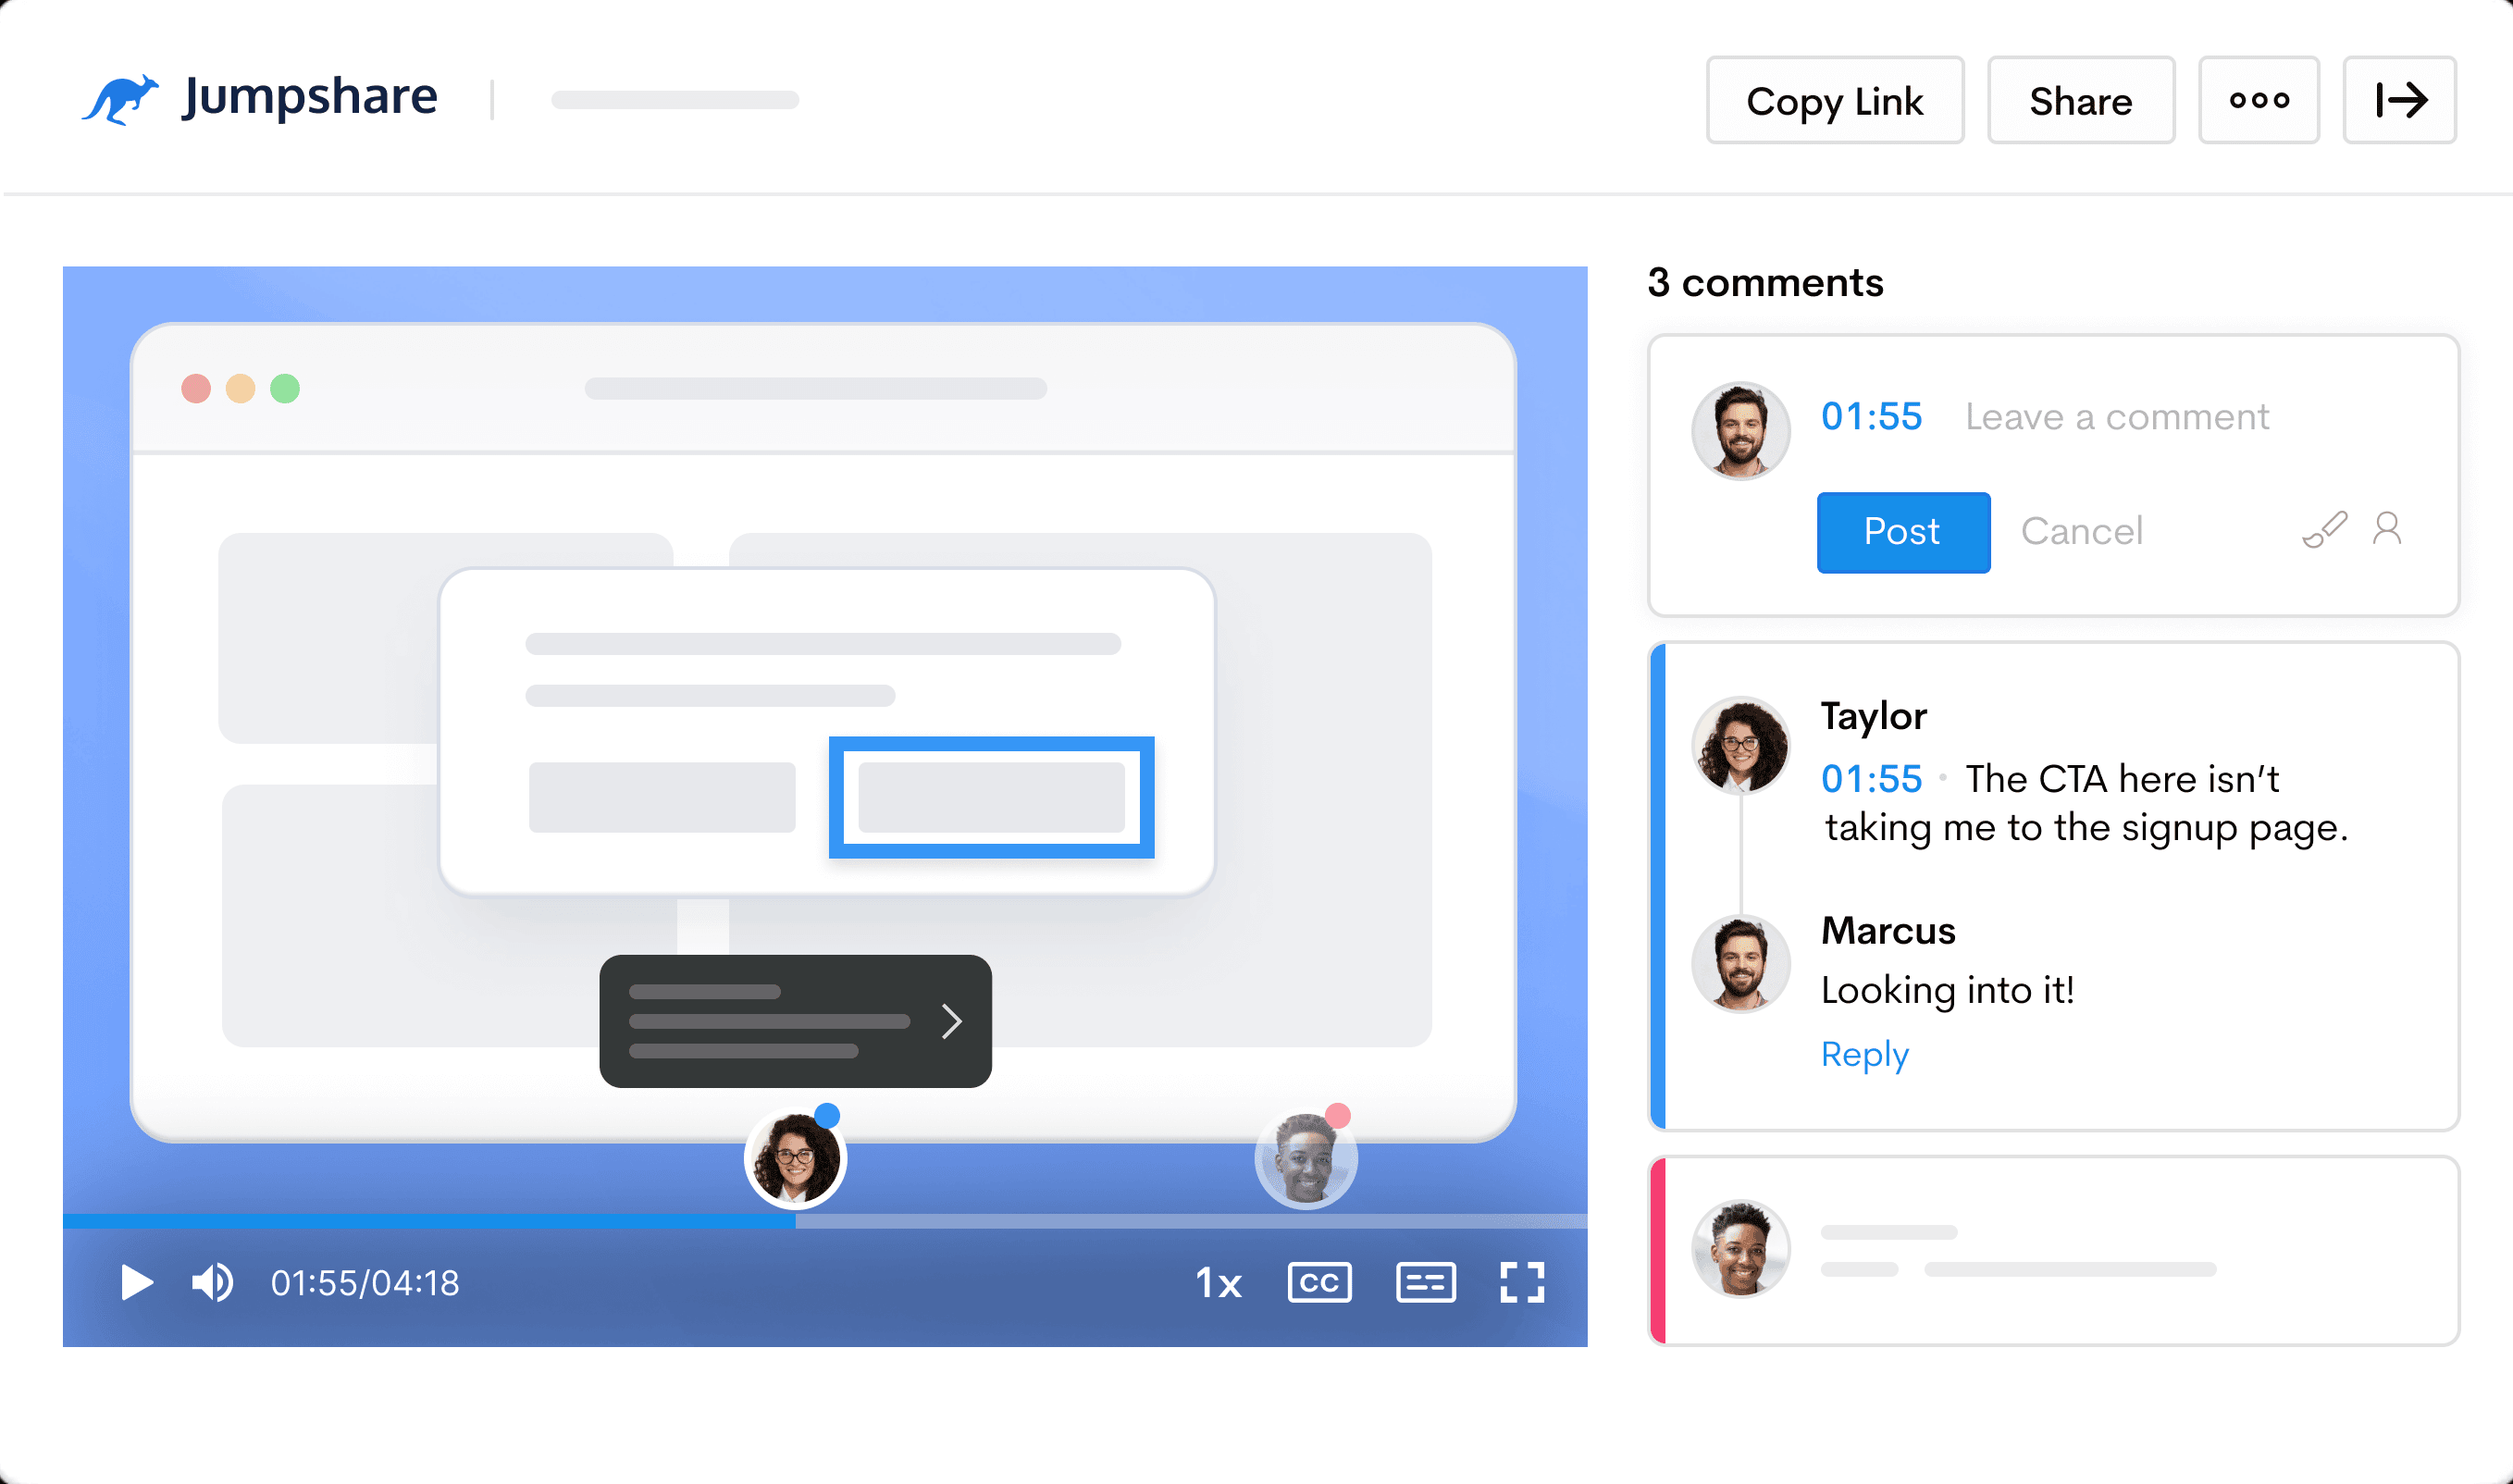 Jumpshare
Copy Link
Share
01:55/04:18
1x
CC
3 comments
01:55 Leave a comment
Post
Cancel
Taylor
01:55 • The CTA here isn’t
taking me to the signup page.
Marcus
Looking into it!
Reply